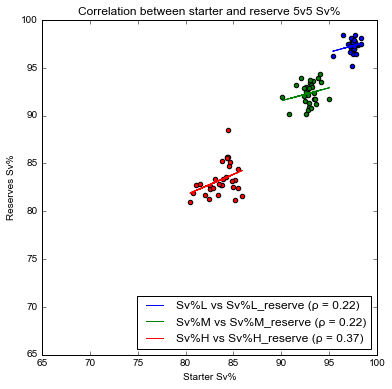 Correlation between starter and reserve 5v5 Sv%
100
95
90
85
80
75
70
65
Reserves Sv%
Sv%L vs Sv%L_reserve (ρ = 0.22)
Sv%M vs Sv%M_reserve (ρ = 0.22)
Sv%H vs Sv%H_reserve (ρ = 0.37)
65 70 75 80 85 90 95 100
Starter Sv%